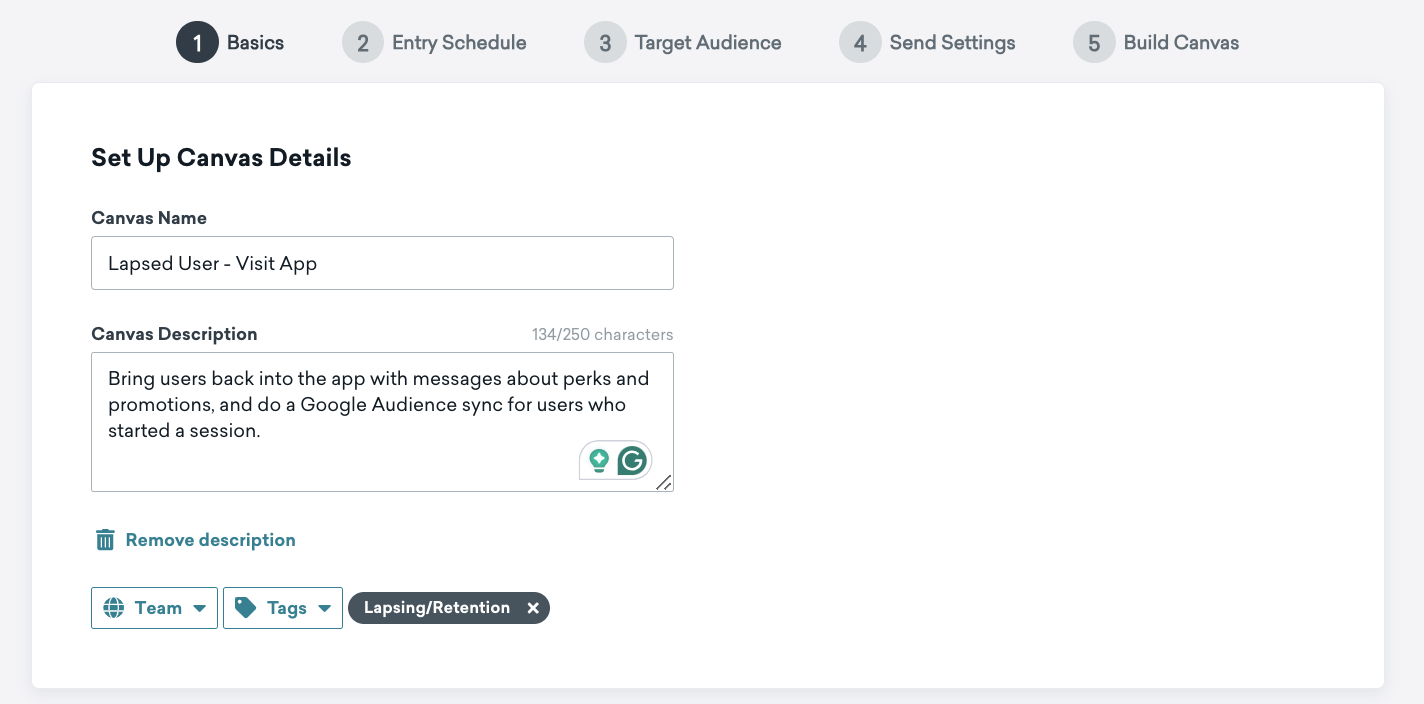 1 Basics 2 Entry Schedule 3 Target Audience 4 Send Settings 5 Build Canvas
Set Up Canvas Details
Canvas Name
Lapsed User - Visit App
Canvas Description 134/250 characters
Bring users back into the app with messages about perks and
promotions, and do a Google Audience sync for users who
started a session.
Remove description
Team Tags Lapsing/Retention